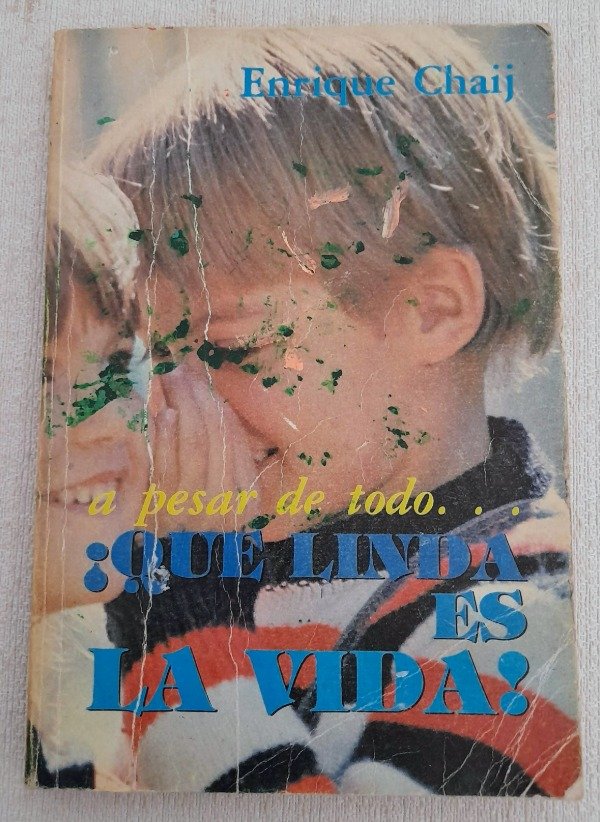 Enrique Chaij
a pesar de todo. . .
¡QUE LINDA
ES
LA VIDA!